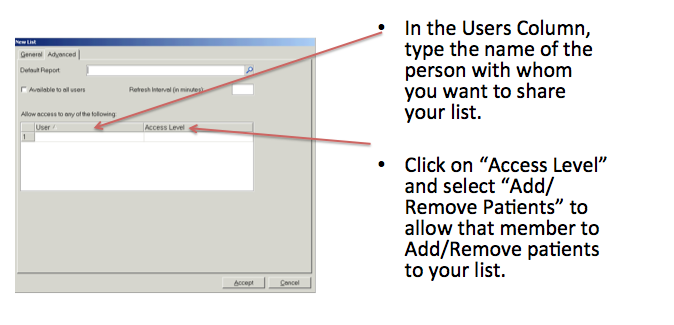 New List
General Advanced
Default Report
Available to all users
Refresh Interval (in minutes)
Allow access to any of the following:
User / Access Level
1
Accept Cancel
• In the Users Column,
type the name of the
person with whom
you want to share
your list.
• Click on “Access Level”
and select “Add/
Remove Patients” to
allow that member to
Add/Remove patients
to your list.